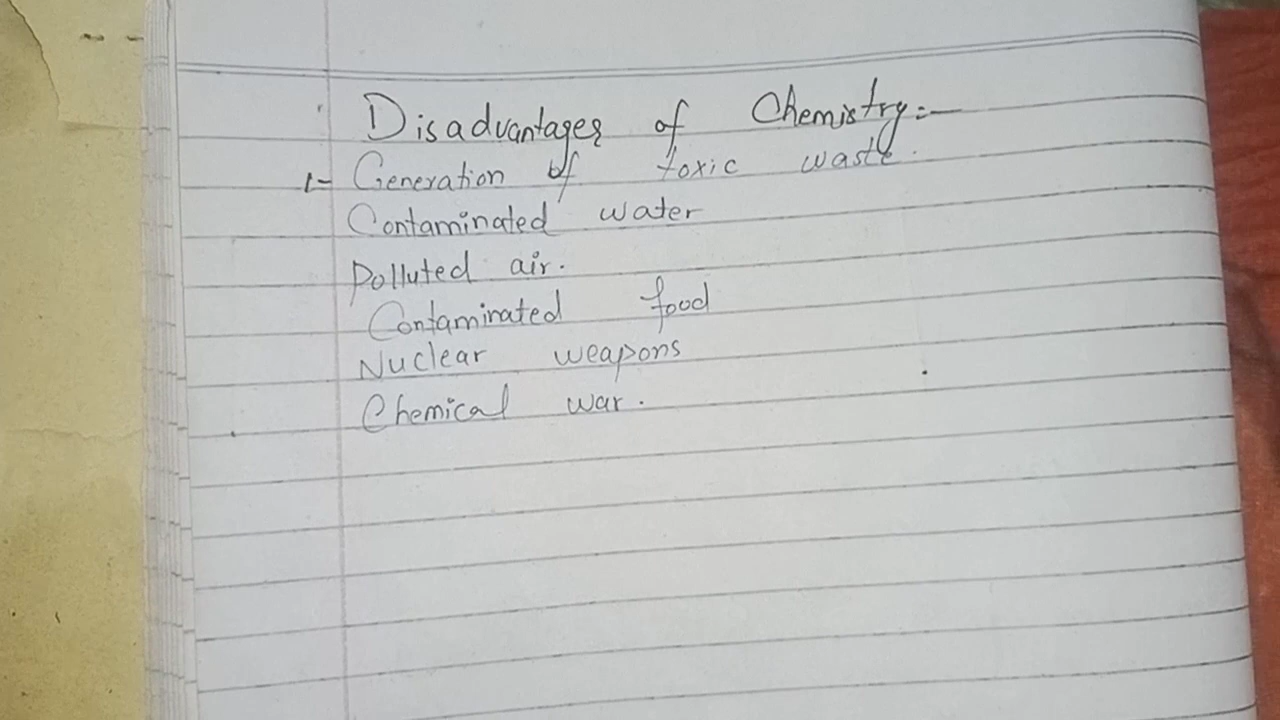 Disadvantages of Chemistry:-
1- Generation of toxic waste.
Contaminated water
Polluted air.
Contaminated food
Nuclear weapons
Chemical war.